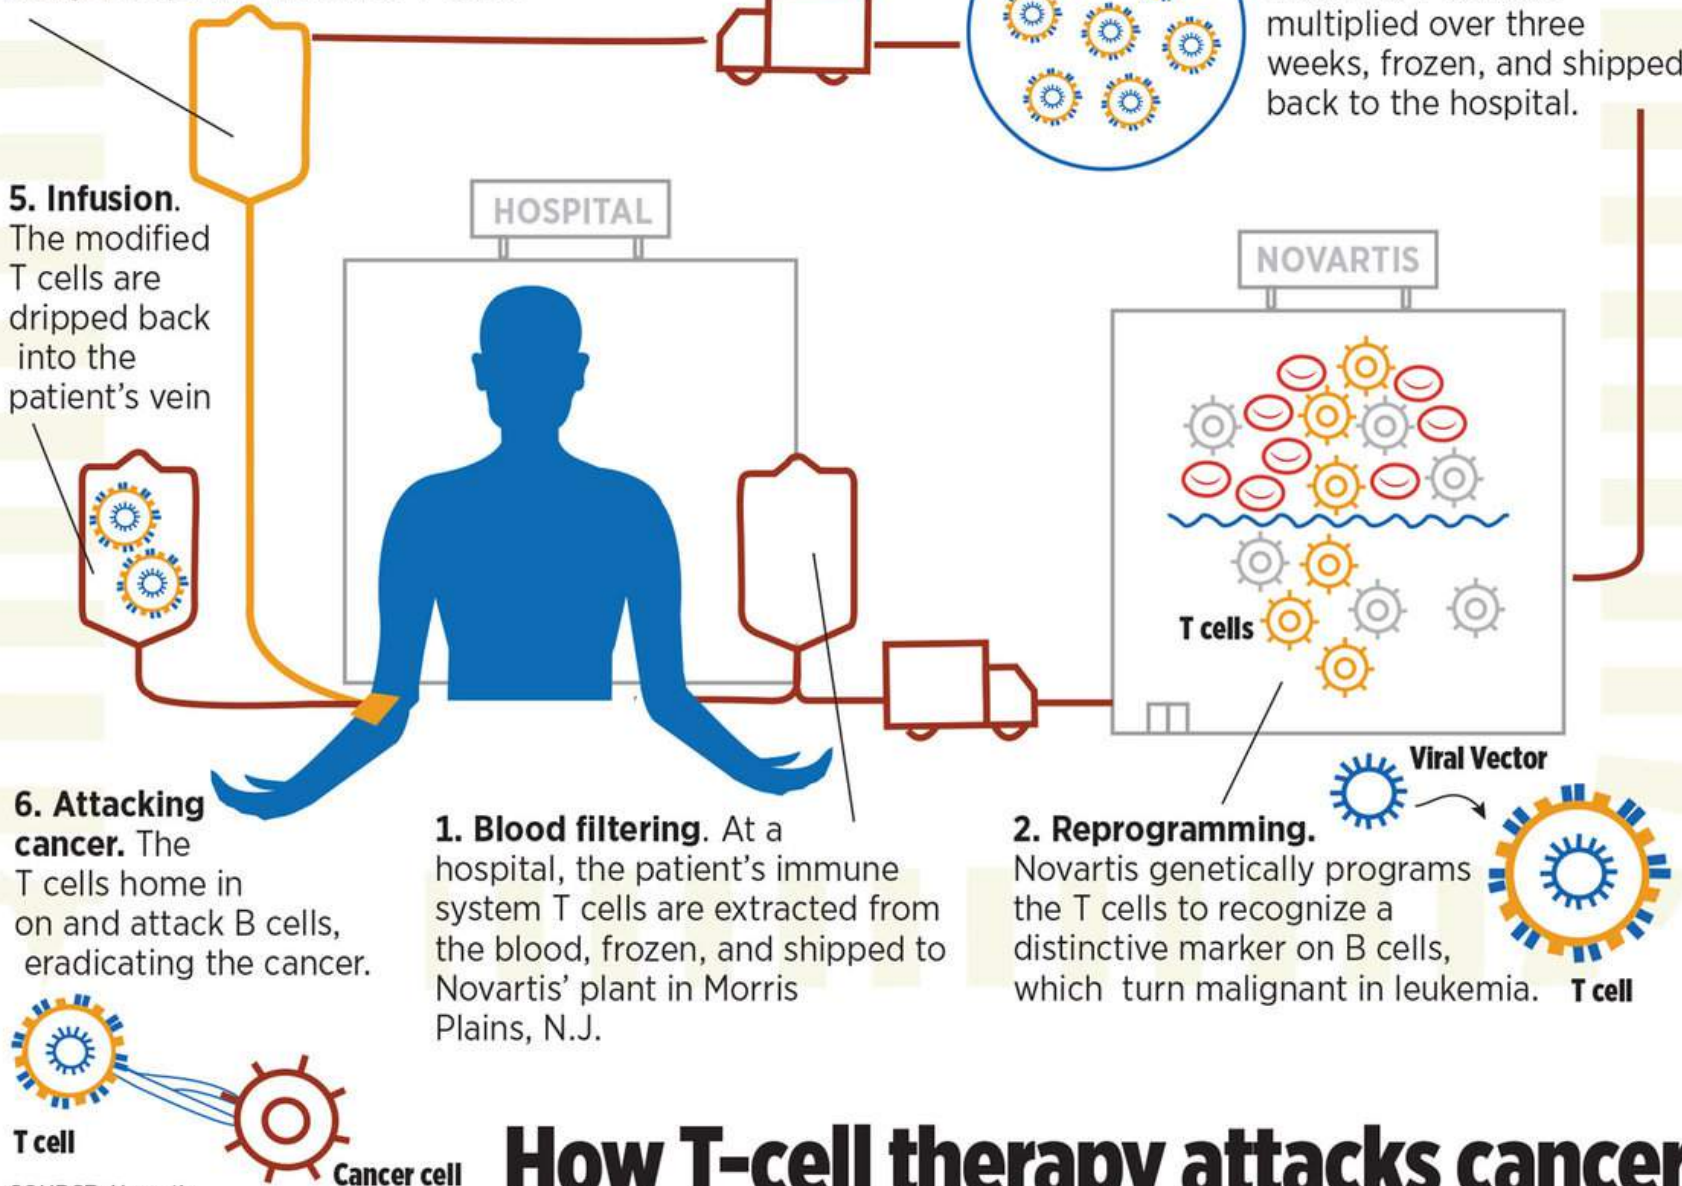 multiplied over three
weeks, frozen, and shipped
back to the hospital.
5. Infusion.
The modified
T cells are
dripped back
into the
patient's vein
HOSPITAL
NOVARTIS
T cells
Viral Vector
6. Attacking
cancer. The
T cells home in
on and attack B cells,
eradicating the cancer.
1. Blood filtering. At a
hospital, the patient's immune
system T cells are extracted from
the blood, frozen, and shipped to
Novartis' plant in Morris
Plains, N.J.
2. Reprogramming.
Novartis genetically programs
the T cells to recognize a
distinctive marker on B cells,
which turn malignant in leukemia.
T cell
T cell
Cancer cell
How T-cell therapy attacks cancer